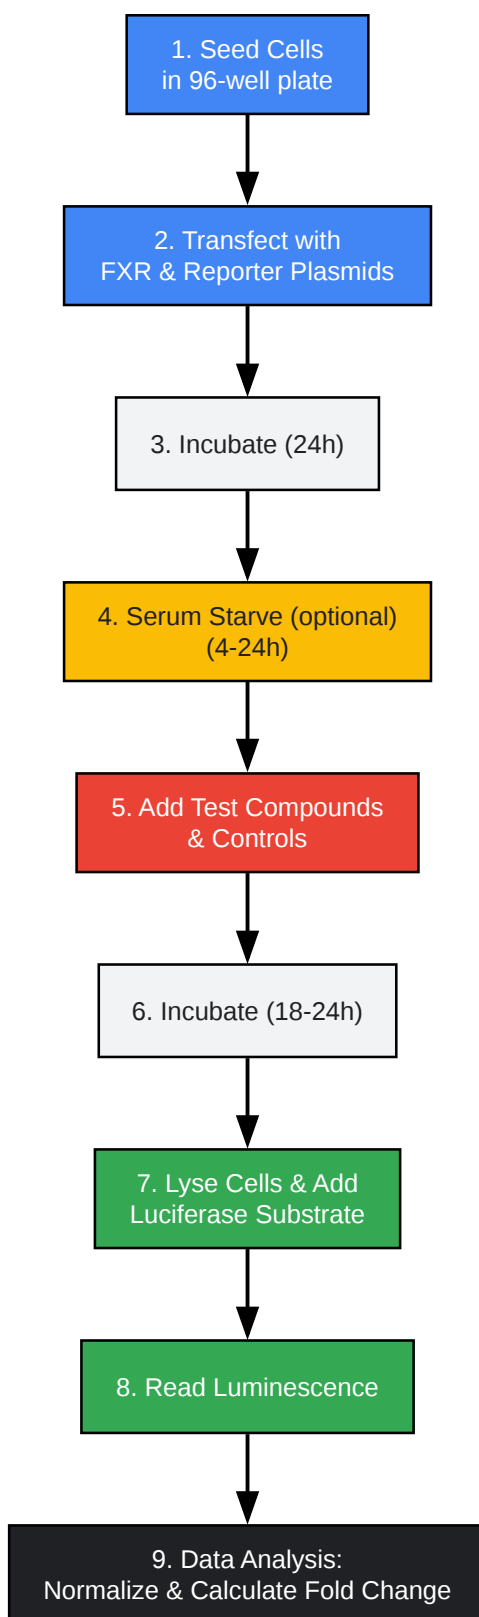 1. Seed Cells
in 96-well plate
2. Transfect with
FXR & Reporter Plasmids
3. Incubate (24h)
4. Serum Starve (optional)
(4-24h)
5. Add Test Compounds
& Controls
6. Incubate (18-24h)
7. Lyse Cells & Add
Luciferase Substrate
8. Read Luminescence
9. Data Analysis:
Normalize & Calculate Fold Change